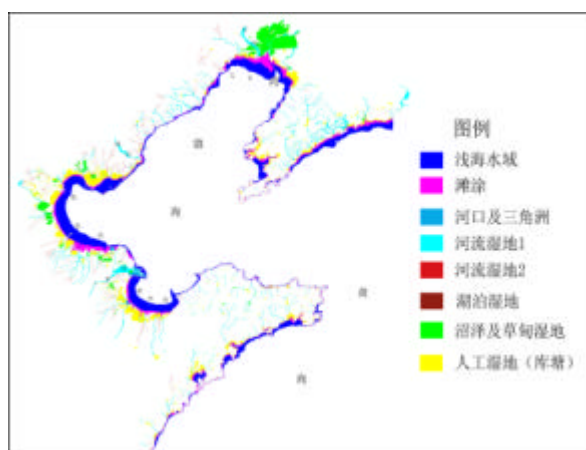 图例
浅海水域
滩涂
河口及三角洲
河流湿地1
河流湿地2
湖泊湿地
沼泽及草甸湿地
人工湿地（库塘）
渤
海
黄
海